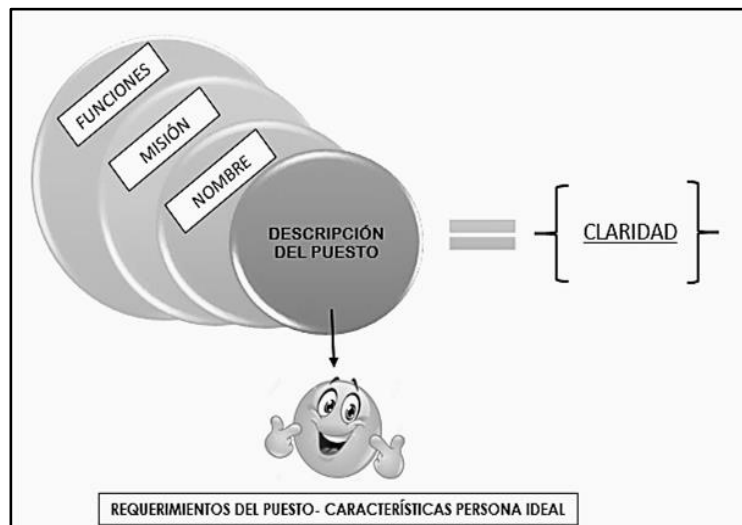 FUNCIONES
MISIÓN
NOMBRE
DESCRIPCIÓN
DEL PUESTO
CLARIDAD
REQUERIMIENTOS DEL PUESTO- CARACTERÍSTICAS PERSONA IDEAL